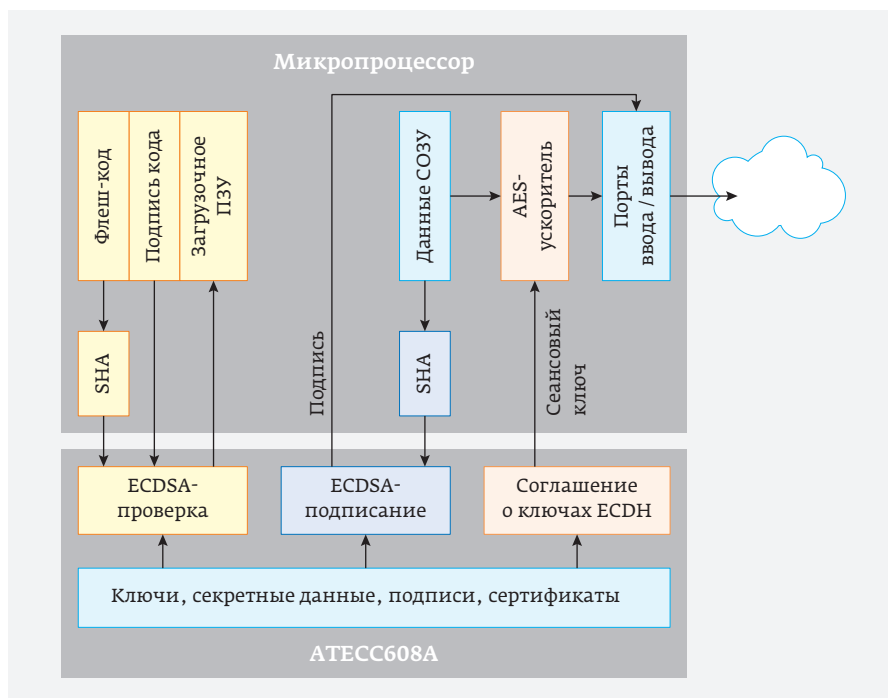 Микропроцессор
Флеш-код
Подпись кода
Загрузочное
ПЗУ
Данные СОЗУ
AES-
ускоритель
Порты
ввода / вывода
SHA
Подпись
SHA
Сеансовый
ключ
ECDSA-
проверка
ECDSA-
подписание
Соглашение
о ключах ECDH
Ключи, секретные данные, подписи, сертификаты
ATECC608A